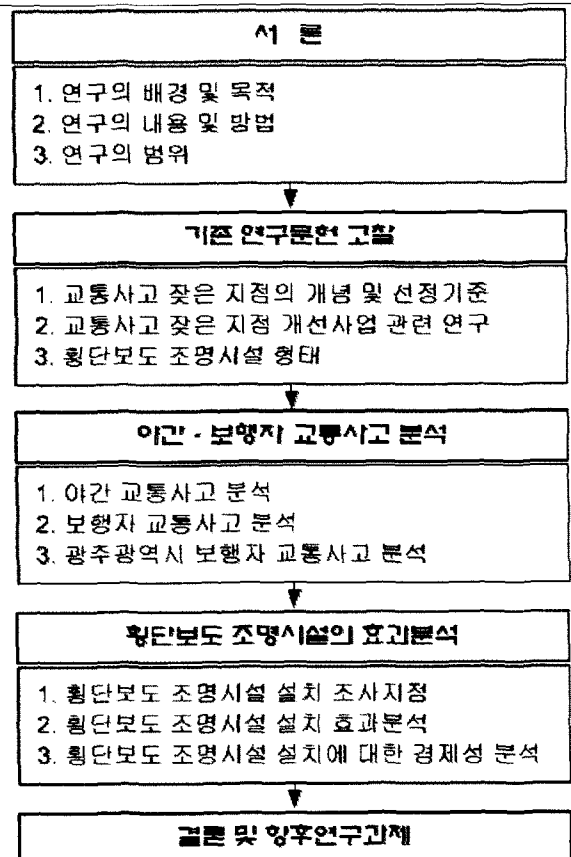 서 론
1. 연구의 배경 및 목적
2. 연구의 내용 및 방법
3. 연구의 범위
기존 연구문헌 고찰
1. 교통사고 잦은 지점의 개념 및 선정기준
2. 교통사고 잦은 지점 개선사업 관련 연구
3. 횡단보도 조명시설 형태
야간 · 보행자 교통사고 분석
1. 야간 교통사고 분석
2. 보행자 교통사고 분석
3. 광주광역시 보행자 교통사고 분석
횡단보도 조명시설의 효과분석
1. 횡단보도 조명시설 설치 조사지점
2. 횡단보도 조명시설 설치 효과분석
3. 횡단보도 조명시설 설치에 대한 경제성 분석
결론 및 향후연구과제